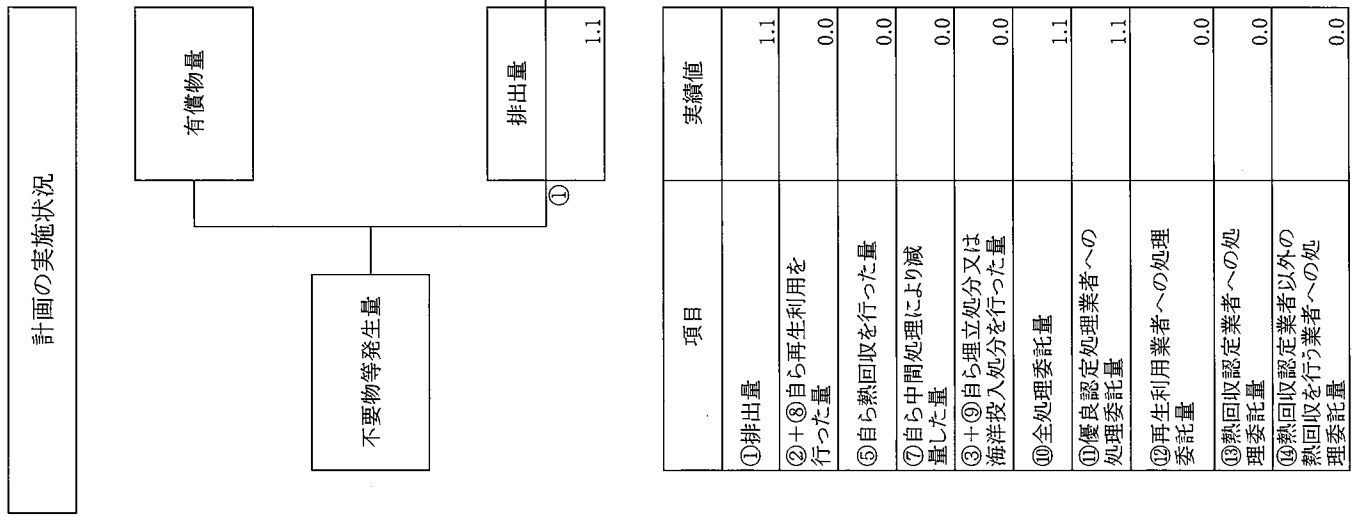 計画の実施状況
有償物量
不要物等発生量
①
排出量
1.1
項目
実績値
①排出量
1.1
②+⑧自ら再生利用を
行った量
0.0
⑤自ら熱回収を行った量
0.0
⑦自ら中間処理により減
量した量
0.0
③+⑨自ら埋立処分又は
海洋投入処分を行った量
0.0
⑩全処理委託量
1.1
⑪優良認定処理業者への
処理委託量
1.1
⑫再生利用業者への処理
委託量
0.0
⑬熱回収認定業者への処
理委託量
0.0
⑭熱回収認定業者以外の
熱回収を行う業者への処
理委託量
0.0